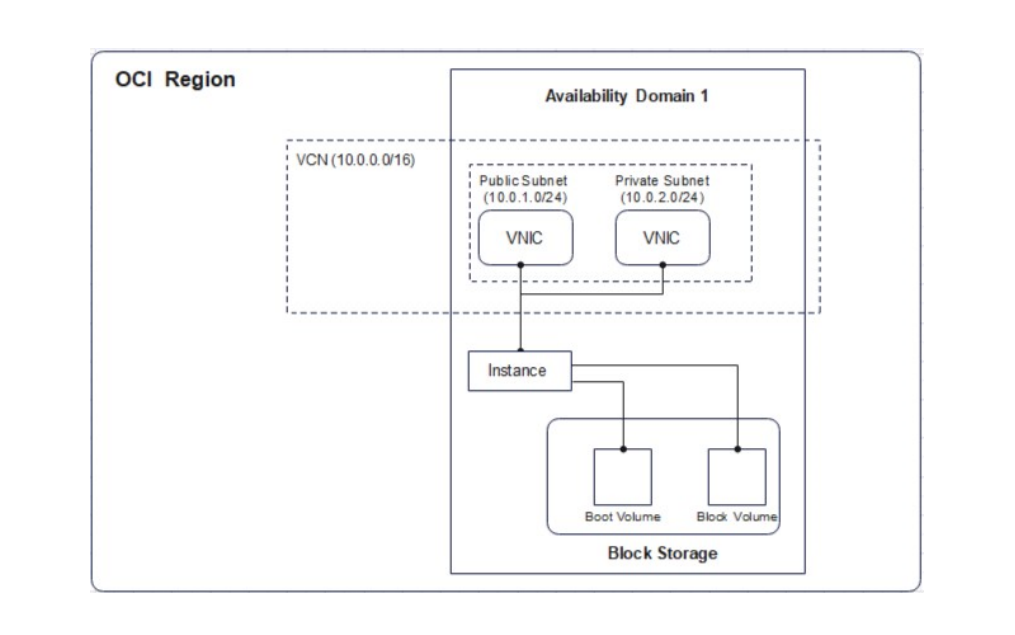 OCI Region
Availability Domain 1
VCN (10.0.0.0/16)
Public Subnet
(10.0.1.0/24)
Private Subnet
(10.0.2.0/24)
VNIC
VNIC
Instance
Boot Volume
Block Volume
Block Storage